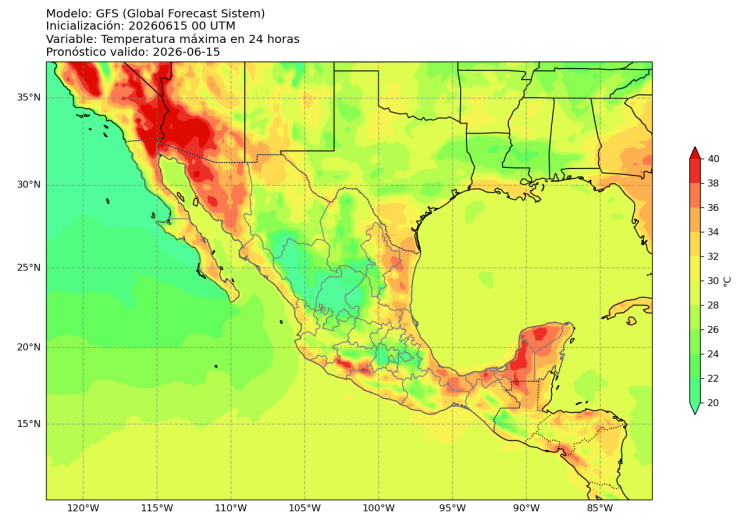 Modelo: GFS (Global Forecast Sistem)
Inicialización: 20260615 00 UTM
Variable: Temperatura máxima en 24 horas
Pronóstico valido: 2026-06-15
35°N
30°N
25°N
20°N
15°N
120°W 115°W 110°W 105°W 100°W 95°W 90°W 85°W
40
38
36
34
32
30
28
26
24
22
20
°C